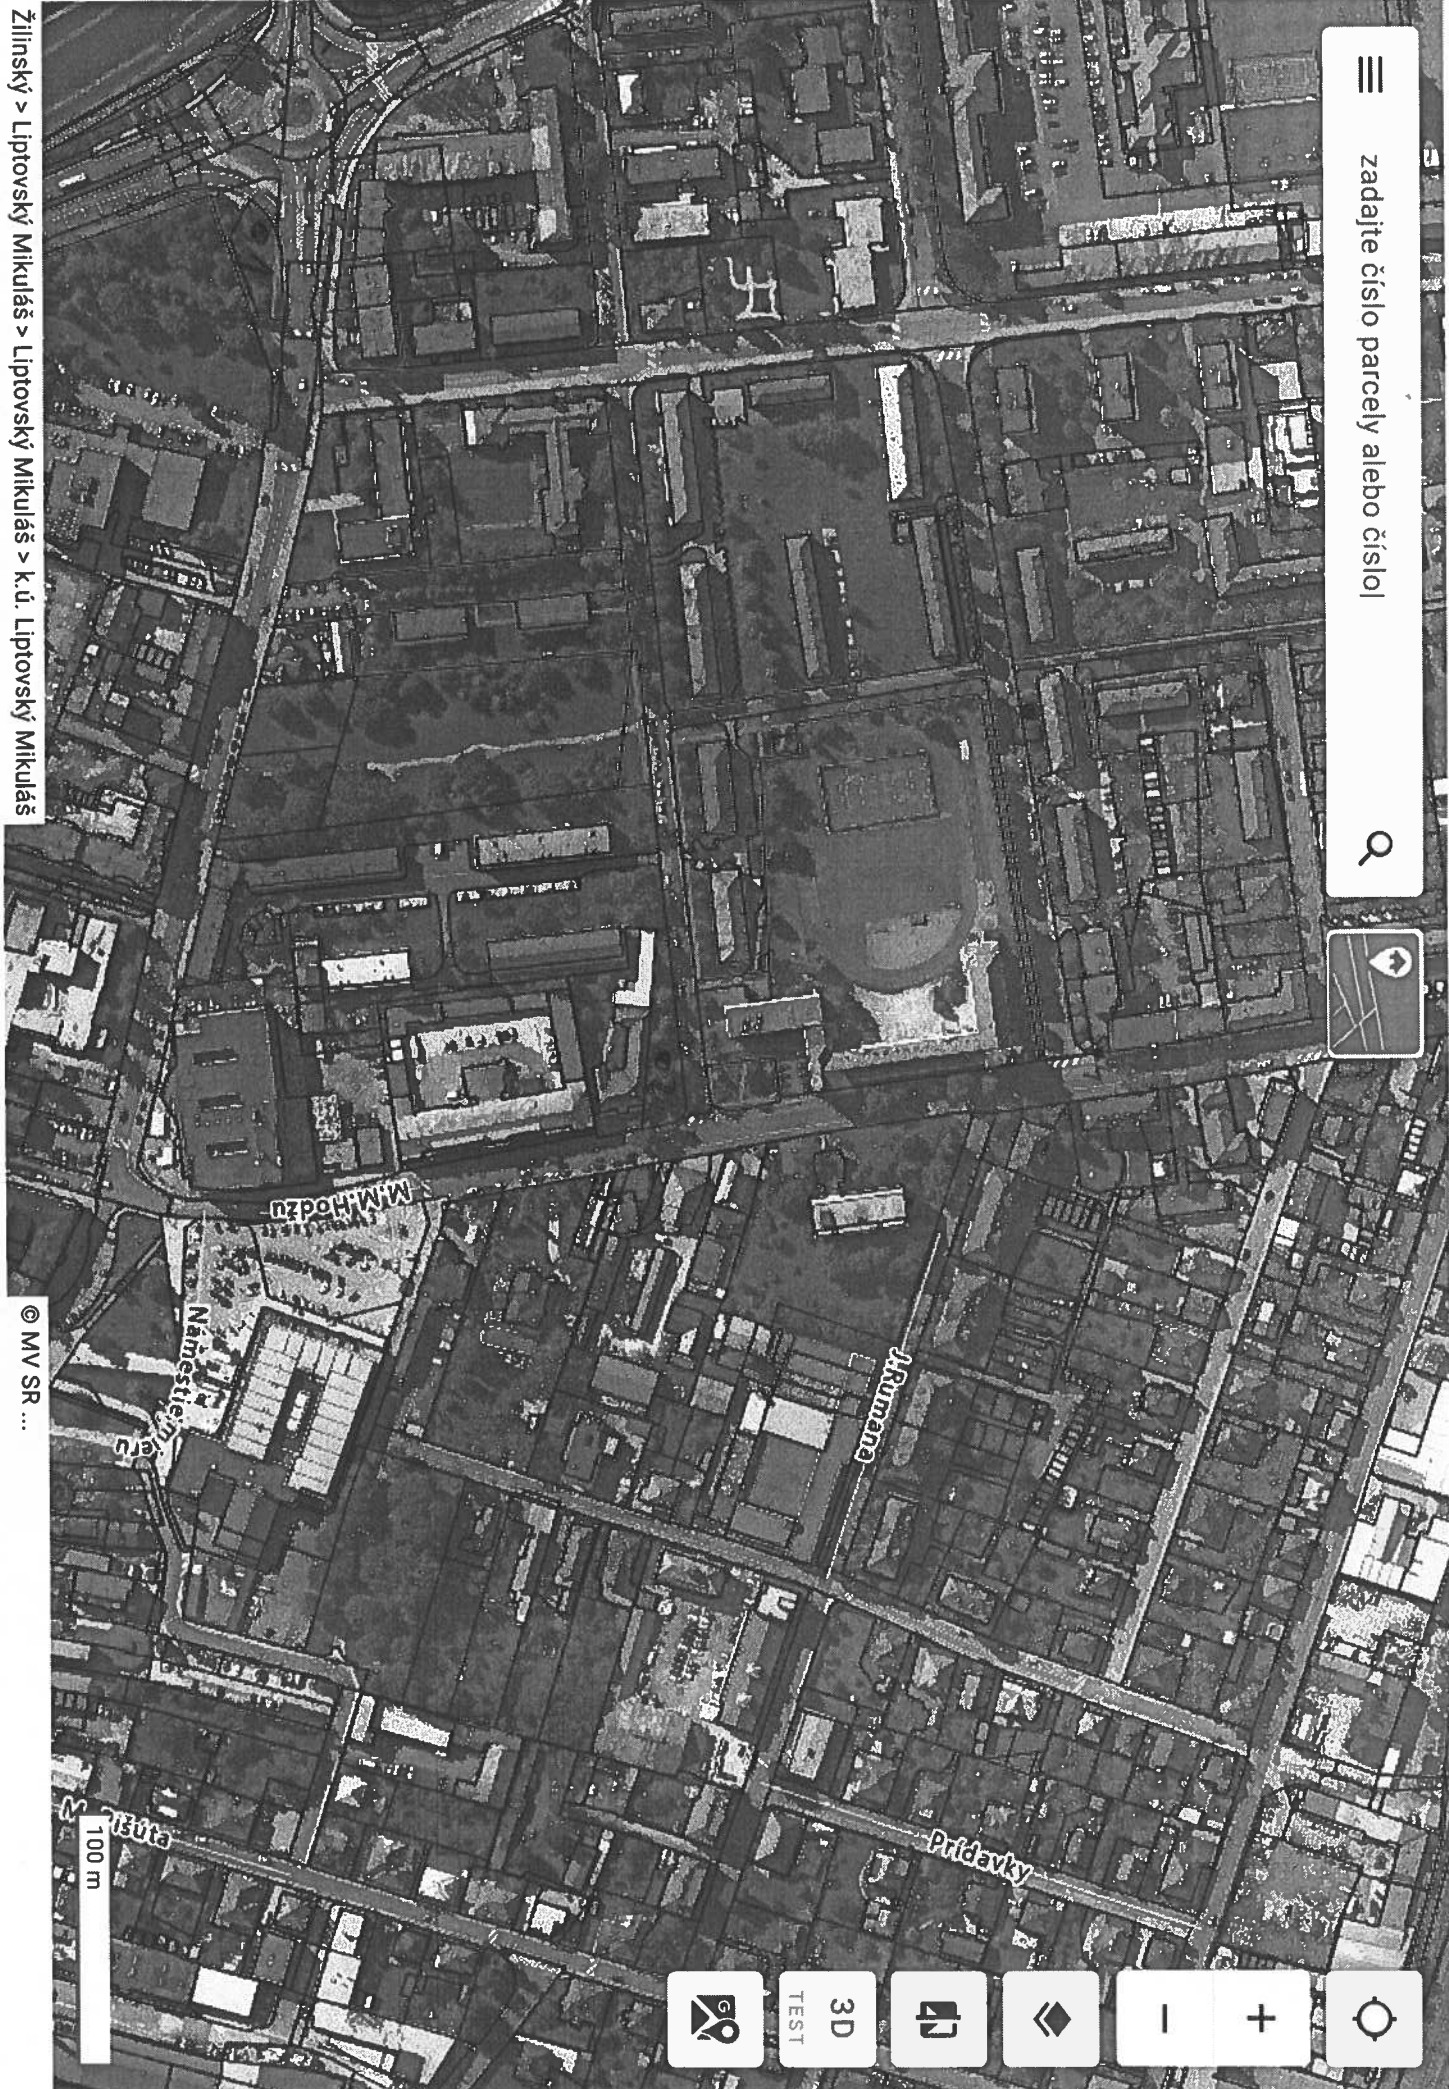 zadajte číslo parcely alebo číslo
M.M.Hodžu
J.Rumana
Námestie mieru
Prídavky
100 m
3D
TEST
G
Žilinský > Liptovský Mikuláš > Liptovský Mikuláš > k.ú. Liptovský Mikuláš
© MV SR ...